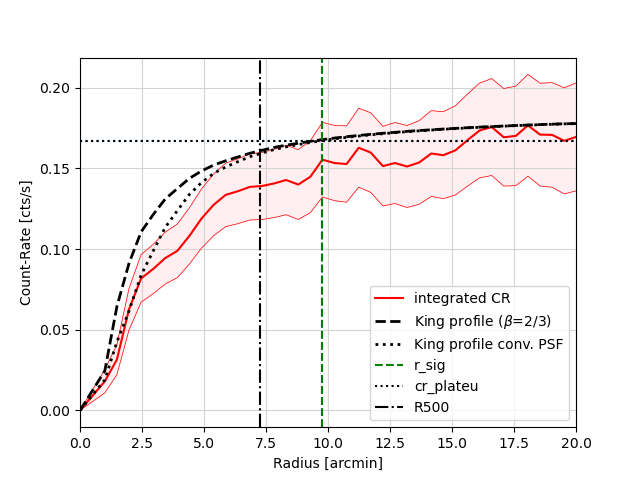 0.20
0.15
0.10
0.05
0.00
Count-Rate [cts/s]
integrated CR
King profile (β=2/3)
King profile conv. PSF
r_sig
cr_plateu
R500
0.0 2.5 5.0 7.5 10.0 12.5 15.0 17.5 20.0
Radius [arcmin]